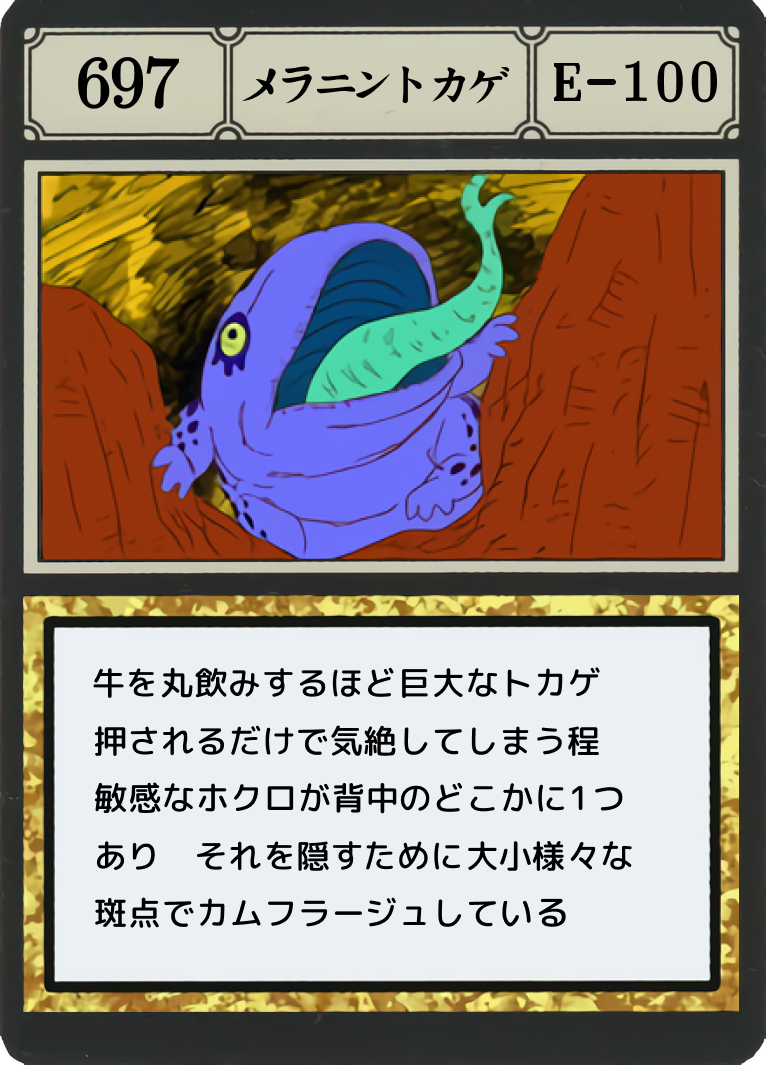 697
メラニントカゲ
E-100
牛を丸飲みするほど巨大なトカゲ
押されるだけで気絶してしまう程
敏感なホクロが背中のどこかに1つ
あり　それを隠すために大小様々な
斑点でカムフラージュしている